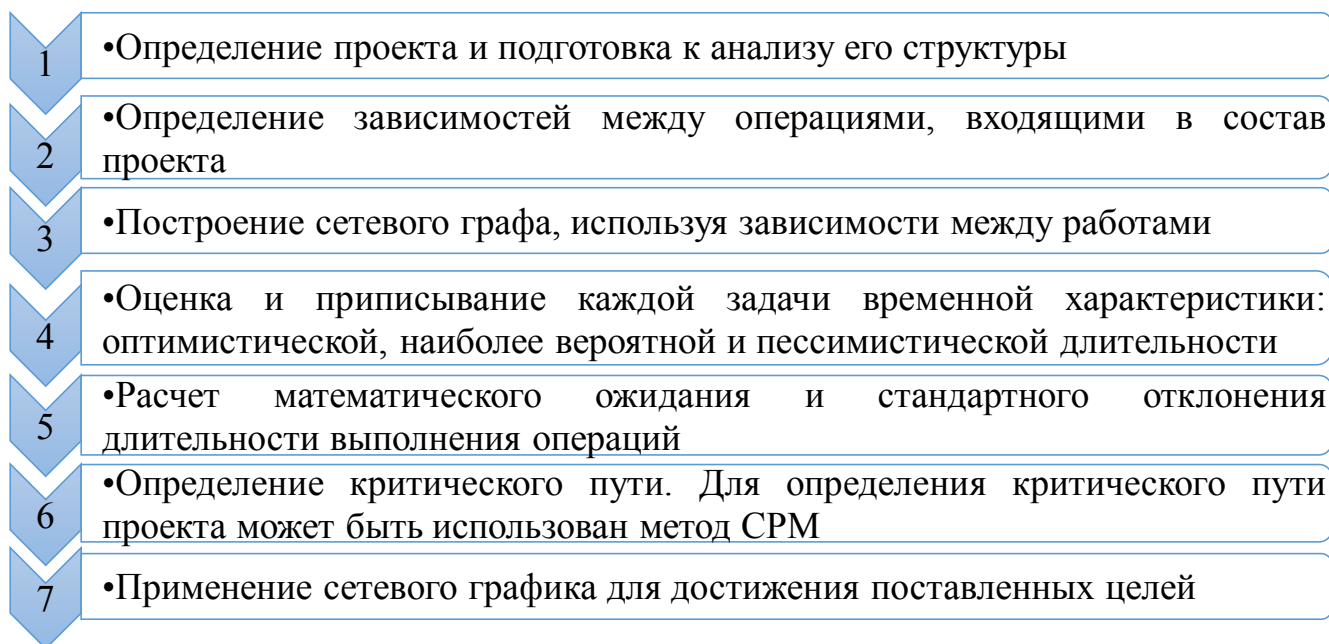 1
•Определение проекта и подготовка к анализу его структуры
2
•Определение зависимостей между операциями, входящими в состав
проекта
3
•Построение сетевого графа, используя зависимости между работами
4
•Оценка и приписывание каждой задачи временной характеристики:
оптимистической, наиболее вероятной и пессимистической длительности
5
•Расчет математического ожидания и стандартного отклонения
длительности выполнения операций
6
•Определение критического пути. Для определения критического пути
проекта может быть использован метод СРМ
7
•Применение сетевого графика для достижения поставленных целей